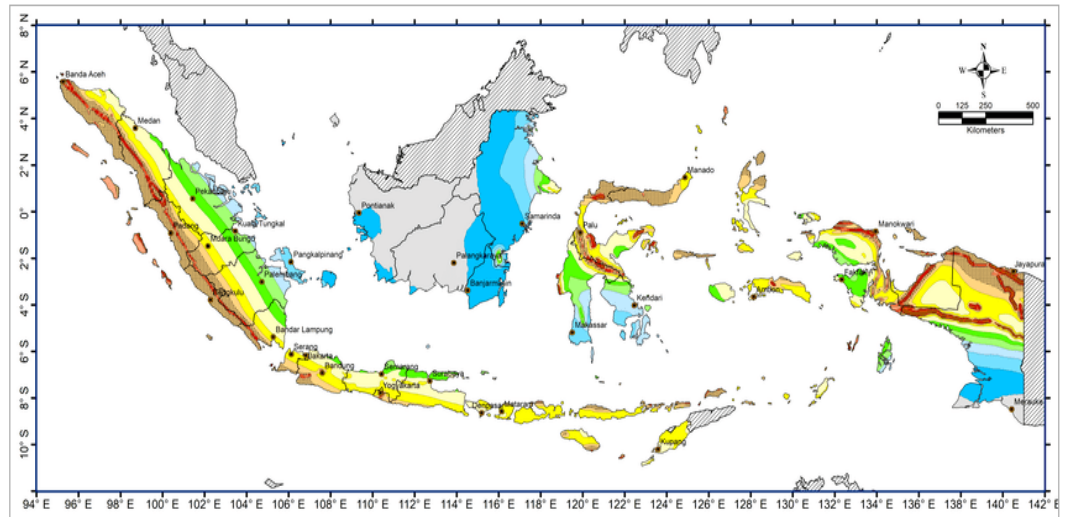 N
W E
S
0 125 250 500
Kilometers
8° N
6° N
4° N
2° N
0°
2° S
4° S
6° S
8° S
10° S
Banda Aceh
Medan
Kuala Tungkal
Padang
Muara Bungo
Pangkalpinang
Palembang
Bengkulu
Bandar Lampung
Serang
Jakarta
Bandung
Semarang
Yogyakarta
Surabaya
Denpasar
Mataram
Kupang
Pontianak
Palangkaraya
Banjarmasin
Samarinda
Manado
Palu
Kendari
Makassar
Ambon
Manokwari
Jayapura
Merauke
94° E 96° E 98° E 100° E 102° E 104° E 106° E 108° E 110° E 112° E 114° E 116° E 118° E 120° E 122° E 124° E 126° E 128° E 130° E 132° E 134° E 136° E 138° E 140° E 142° E